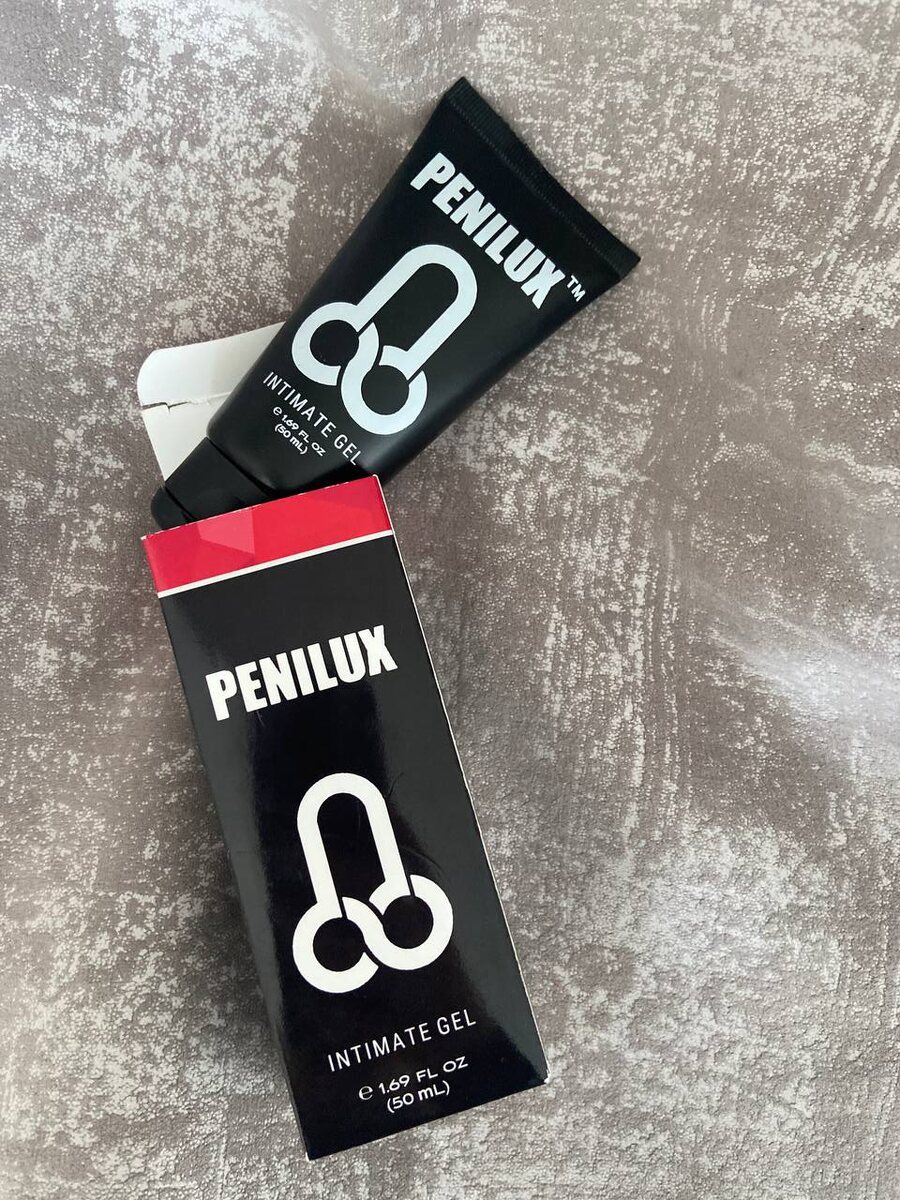 PENILUX™
INTIMATE GEL
℮ 1.69 FL OZ
(50 mL)
PENILUX
INTIMATE GEL
℮ 1.69 FL OZ
(50 mL)